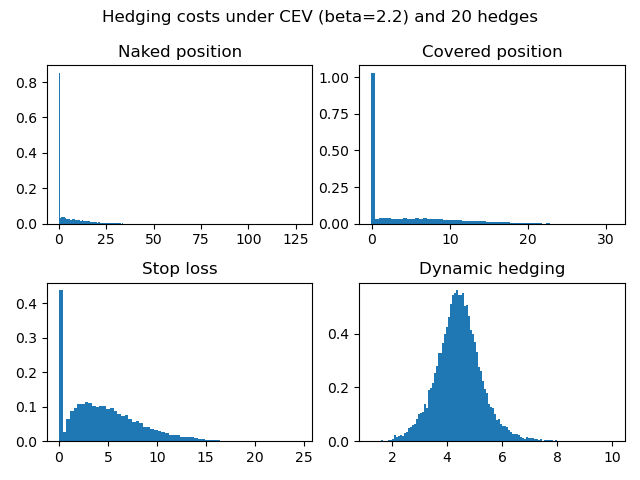 Hedging costs under CEV (beta=2.2) and 20 hedges
Naked position
Covered position
0.8
0.6
0.4
0.2
0.0
0 25 50 75 100 125
1.00
0.75
0.50
0.25
0.00
0 10 20 30
Stop loss
Dynamic hedging
0.4
0.3
0.2
0.1
0.0
0 5 10 15 20 25
0.4
0.2
0.0
2 4 6 8 10